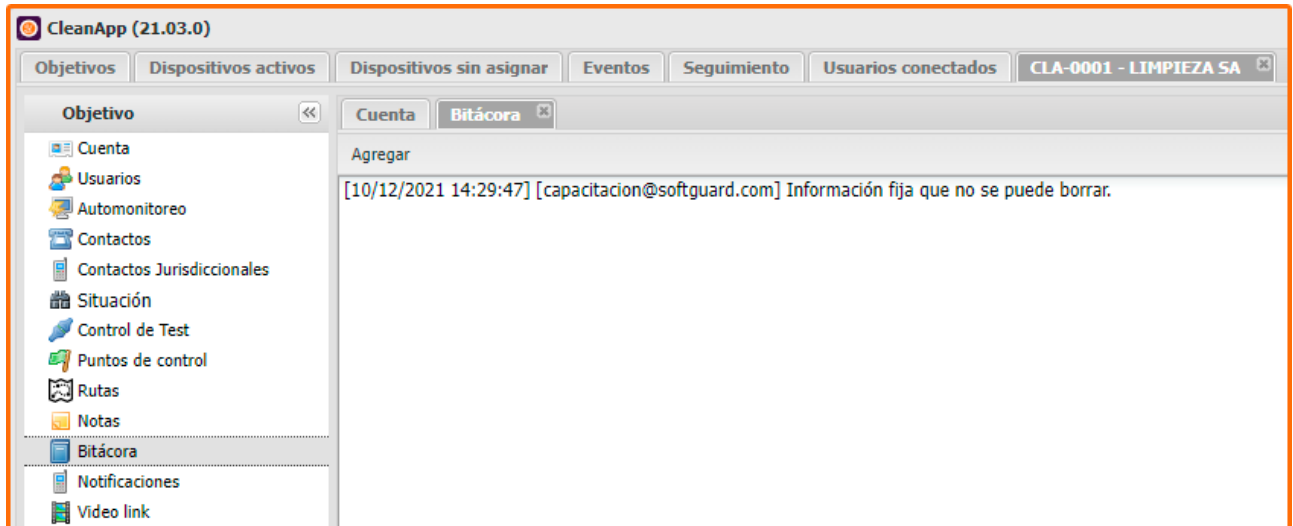 CleanApp (21.03.0)
Objetivos Dispositivos activos Dispositivos sin asignar Eventos Seguimiento Usuarios conectados CLA-0001 - LIMPIEZA SA
Objetivo
Cuenta
Usuarios
Automonitoreo
Contactos
Contactos Jurisdiccionales
Situación
Control de Test
Puntos de control
Rutas
Notas
Bitácora
Notificaciones
Video link
Cuenta Bitácora
Agregar
[10/12/2021 14:29:47] [capacitacion@softguard.com] Información fija que no se puede borrar.